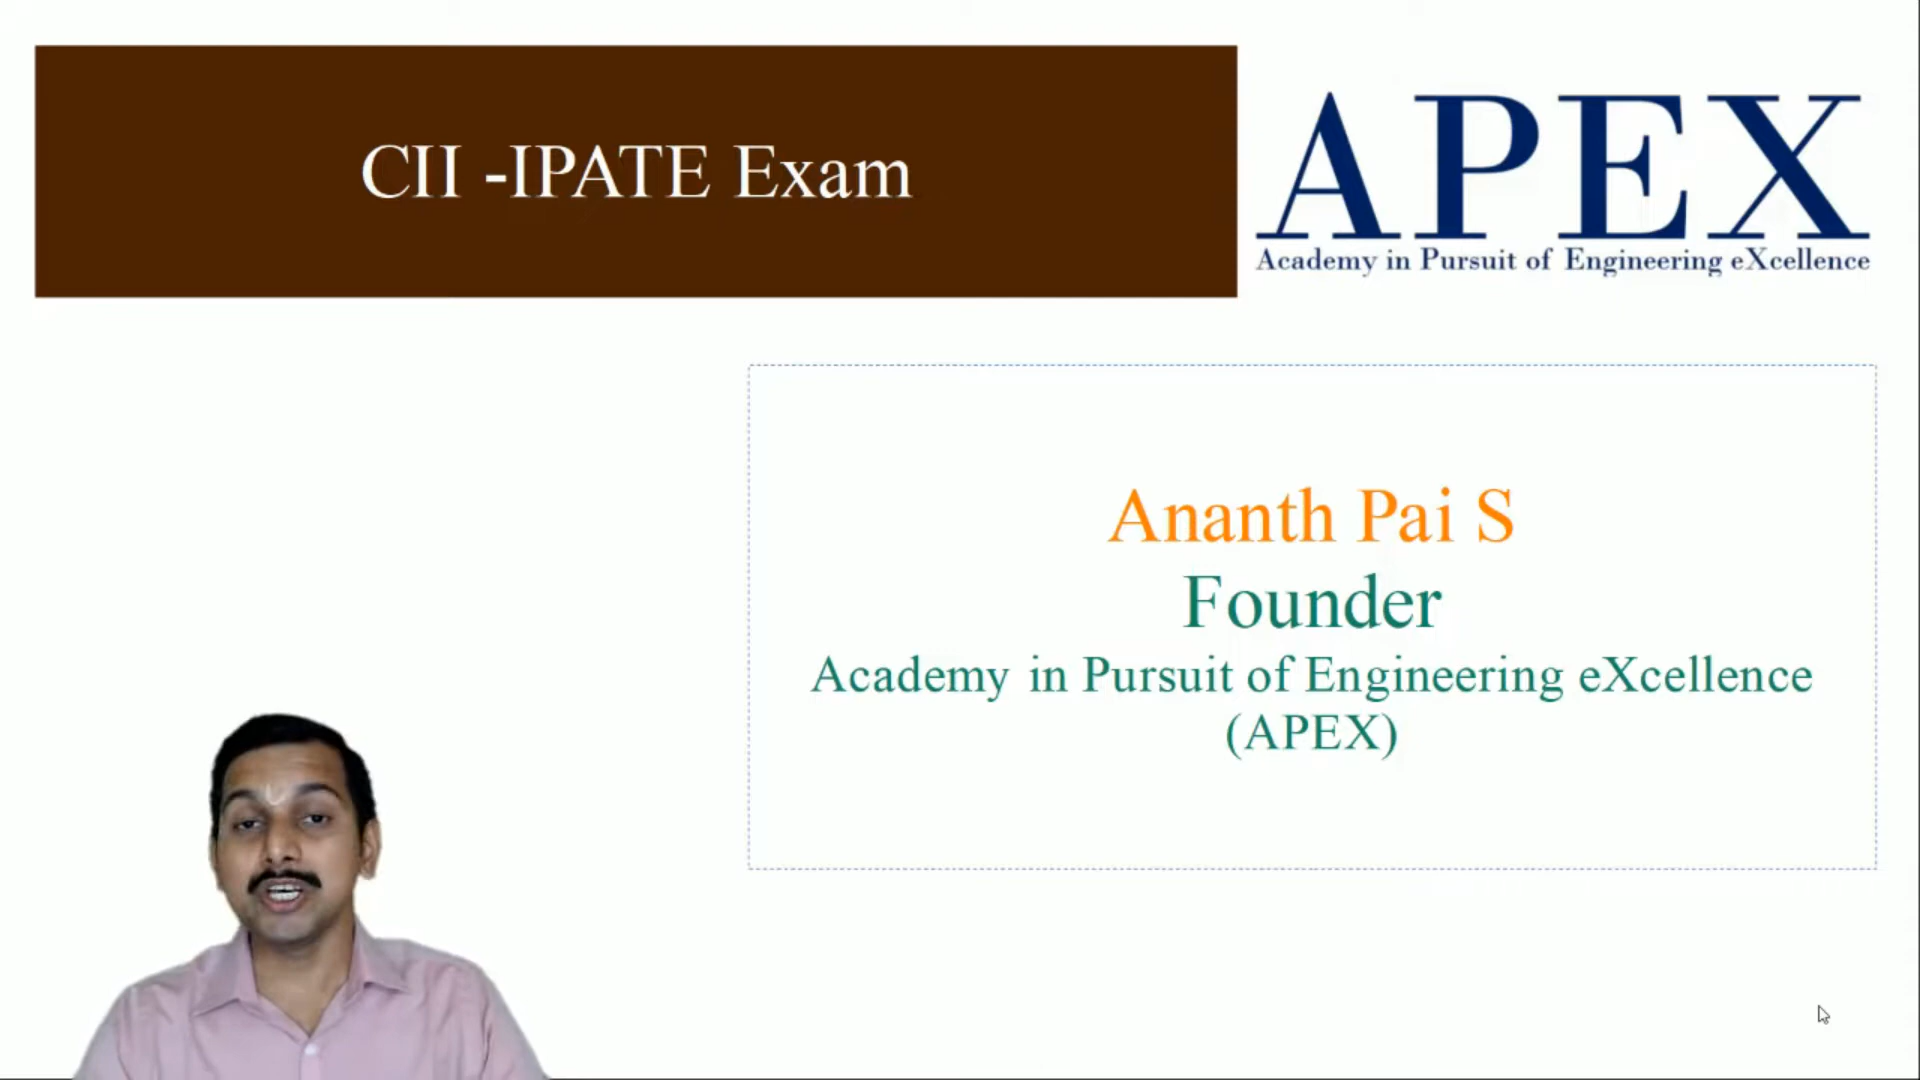 CII -IPATE Exam
APEX
Academy in Pursuit of Engineering eXcellence
Ananth Pai S
Founder
Academy in Pursuit of Engineering eXcellence
(APEX)